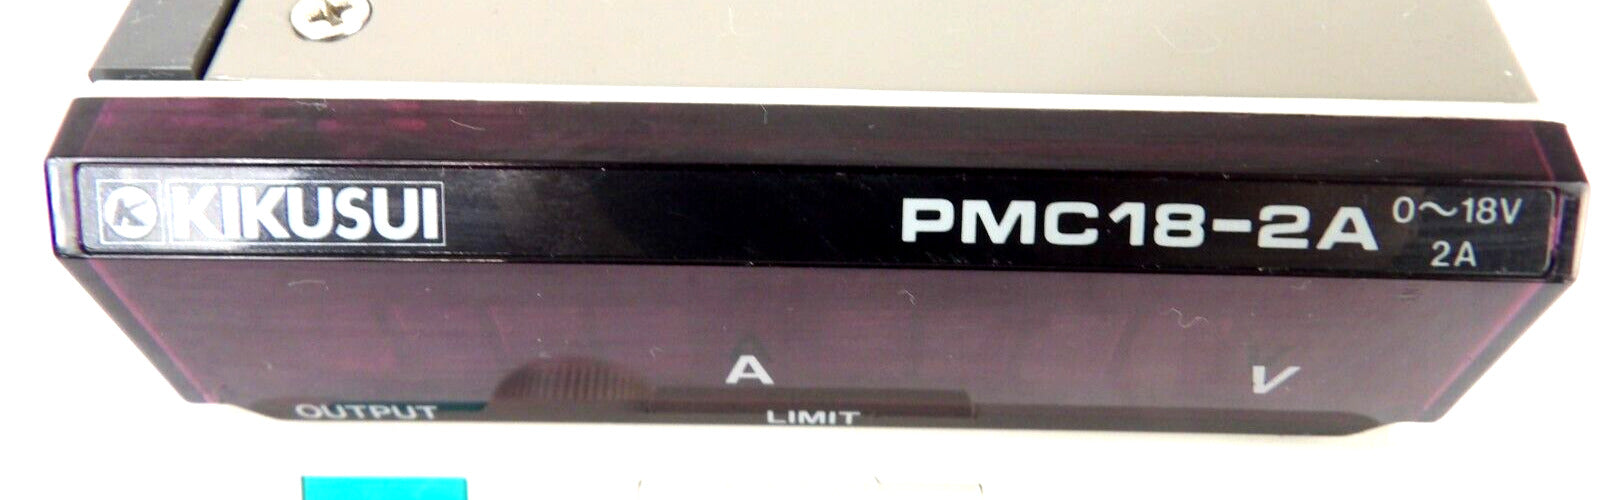 K KIKUSUI
PMC18-2A 0～18V
2A
A V
OUTPUT LIMIT